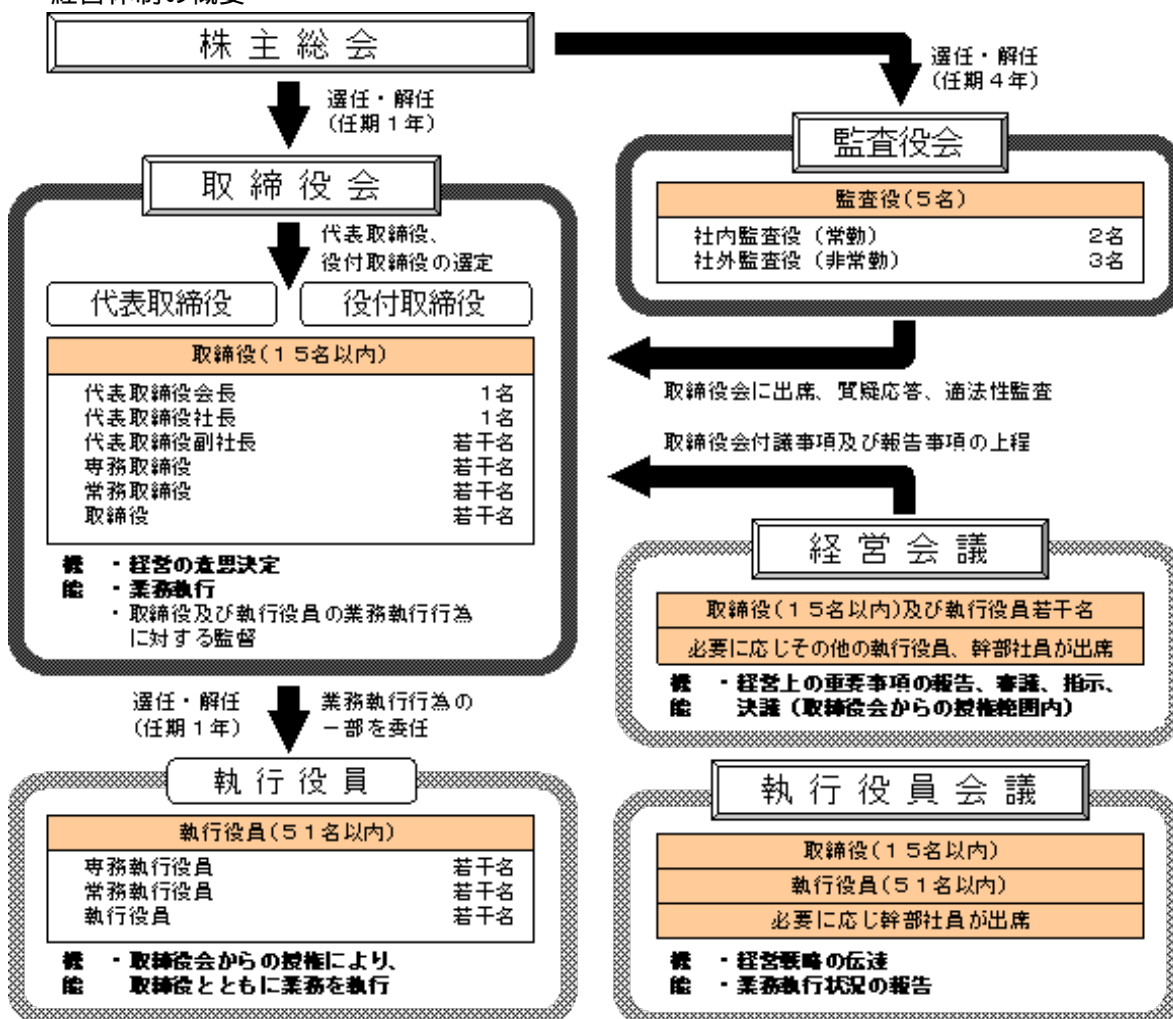 経営体制の概要
株主総会
選任・解任
(任期１年)
選任・解任
(任期４年)
取締役会
代表取締役、
役付取締役の選定
代表取締役
役付取締役
取締役(１５名以内)
代表取締役会長 1名
代表取締役社長 1名
代表取締役副社長 若干名
専務取締役 若干名
常務取締役 若干名
取締役 若干名
機 ・経営の意思決定
能 ・業務執行
・取締役及び執行役員の業務執行行為
に対する監督
監査役会
監査役(５名)
社内監査役（常勤） 2名
社外監査役（非常勤） 3名
取締役会に出席、質疑応答、適法性監査
取締役会付議事項及び報告事項の上程
経営会議
取締役(１５名以内)及び執行役員若干名
必要に応じその他の執行役員、幹部社員が出席
機 ・経営上の重要事項の報告、審議、指示、
能 決議（取締役会からの授権範囲内）
選任・解任
(任期１年)
業務執行行為の
一部を委任
執行役員
執行役員(５１名以内)
専務執行役員 若干名
常務執行役員 若干名
執行役員 若干名
機 ・取締役会からの授権により、
能 取締役とともに業務を執行
執行役員会議
取締役(１５名以内)
執行役員(５１名以内)
必要に応じ幹部社員が出席
機 ・経営戦略の伝達
能 ・業務執行状況の報告